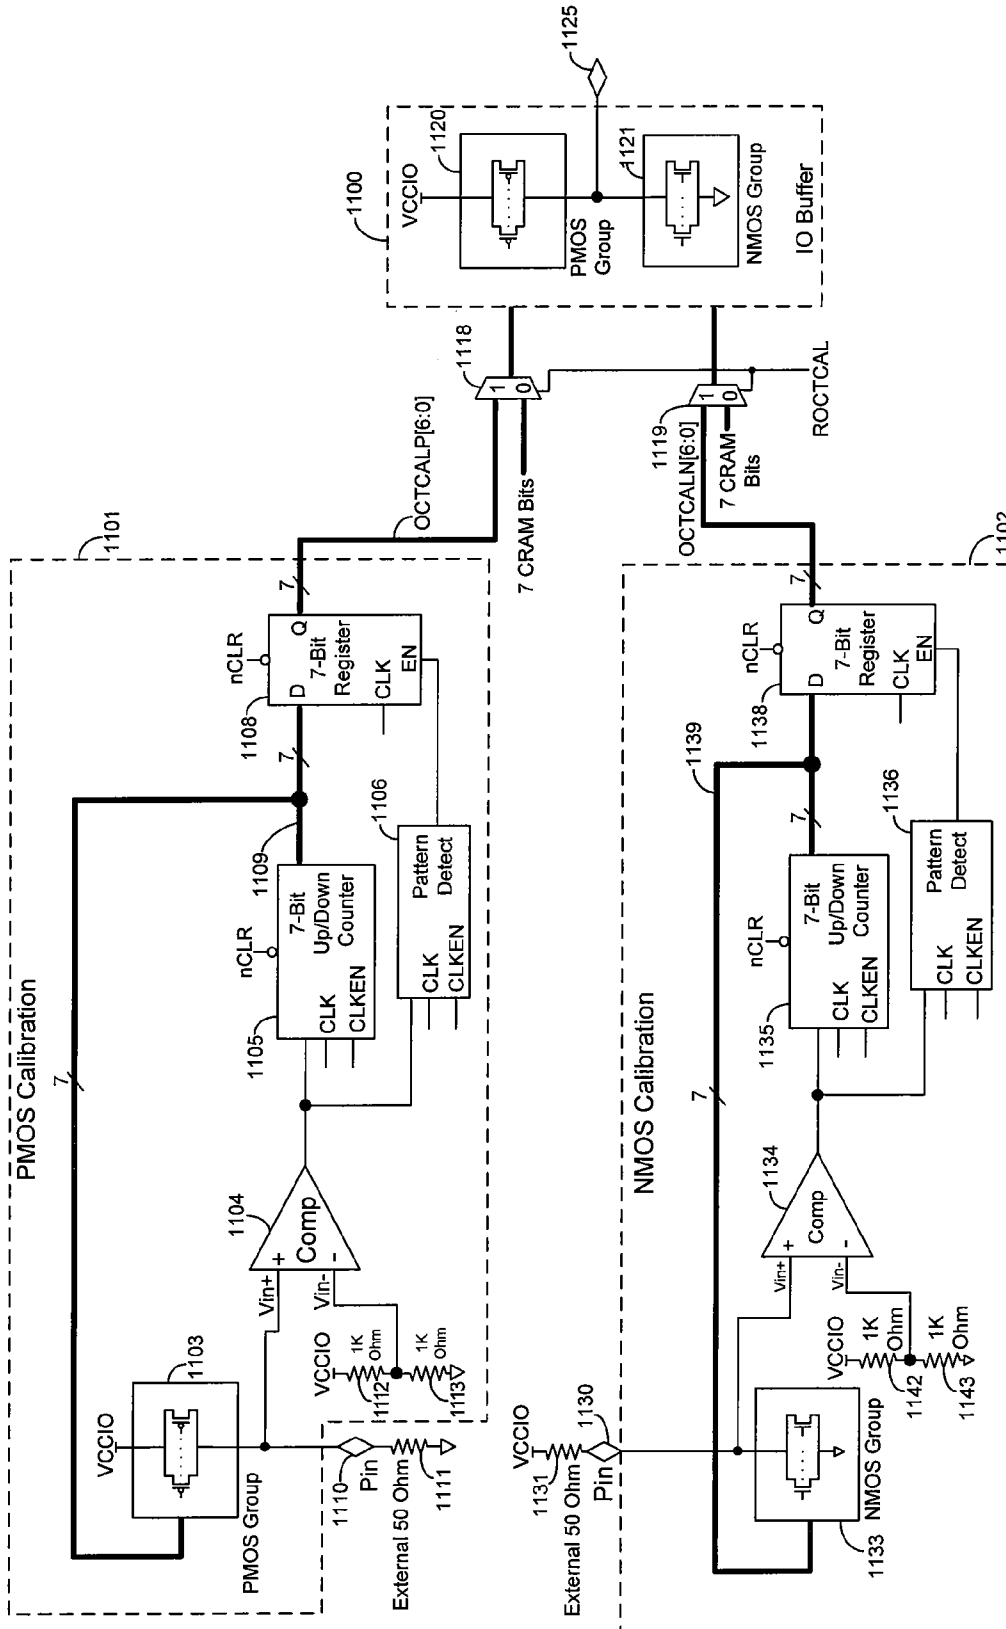 PMOS Calibration
1101
VCCIO
1103
PMOS Group
1110
Pin
External 50 Ohm
1111
Vin+
Vin-
+
-
Comp
1104
VCCIO
1K
Ohm
1112
1K
Ohm
1113
7
1105
nCLR
7-Bit
Up/Down
Counter
CLK
CLKEN
1109
7
1106
Pattern
Detect
CLK
CLKEN
1108
nCLR
D
Q
7-Bit
Register
CLK
EN
7
OCTCALP[6:0]
7 CRAM Bits
1118
1
0
1100
VCCIO
1120
PMOS
Group
1121
NMOS Group
IO Buffer
1125
NMOS Calibration
1102
VCCIO
1131
External 50 Ohm
1130
Pin
NMOS Group
1133
Vin+
Vin-
+
-
Comp
1134
VCCIO
1K
Ohm
1142
1K
Ohm
1143
7
1139
1135
nCLR
7-Bit
Up/Down
Counter
CLK
CLKEN
7
1136
Pattern
Detect
CLK
CLKEN
1138
nCLR
D
Q
7-Bit
Register
CLK
EN
7
OCTCALN[6:0]
7 CRAM
Bits
1119
1
0
ROCTCAL